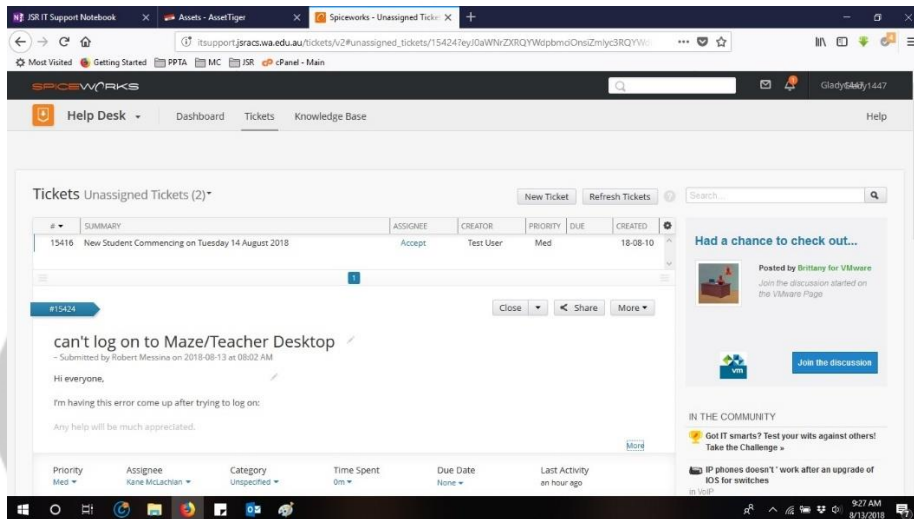 JSR IT Support Notebook
Assets - AssetTiger
Spiceworks - Unassigned Ticket
itsupport.jsracs.wa.edu.au/tickets/v2#unassigned_tickets/15424?
Most Visited Getting Started PPTA MC JSR cPanel - Main
SPICEWORKS
Help Desk Dashboard Tickets Knowledge Base Help
Tickets Unassigned Tickets (2)
New Ticket Refresh Tickets
Search...
# SUMMARY ASSIGNEE CREATOR PRIORITY DUE CREATED
15416 New Student Commencing on Tuesday 14 August 2018 Accept Test User Med 18-08-10
1
#15424
Close Share More
can't log on to Maze/Teacher Desktop
– Submitted by Robert Messina on 2018-08-13 at 08:02 AM
Hi everyone,
I'm having this error come up after trying to log on:
Any help will be much appreciated.
More
Priority Assignee Category Time Spent Due Date Last Activity
Med Kane McLachlan Unspecified 0m None an hour ago
Had a chance to check out...
Posted by Brittany for VMware
Join the discussion started on
the VMware Page
vm
Join the discussion
IN THE COMMUNITY
Got IT smarts? Test your wits against others!
Take the Challenge »
IP phones doesn't ' work after an upgrade of
IOS for switches
in VoIP
9:27 AM
8/13/2018